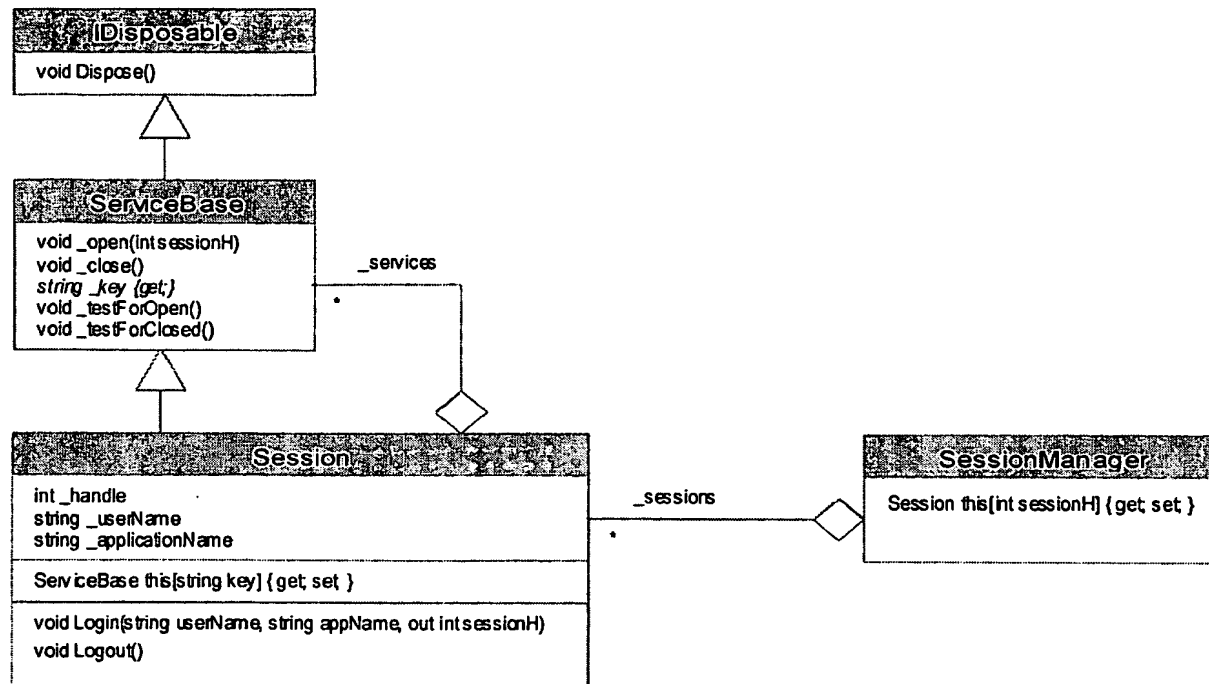 IDisposable
void Dispose()
ServiceBase
void _open(int sessionH)
void _close()
string _key {get;}
void _testForOpen()
void _testForClosed()
_services
*
Session
int _handle
string _userName
string _applicationName
ServiceBase this[string key] { get; set; }
void Login(string userName, string appName, out int sessionH)
void Logout()
_sessions
*
SessionManager
Session this[int sessionH] { get; set; }